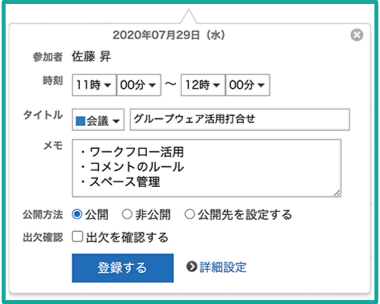 2020年07月29日（水）
参加者 佐藤 昇
時刻 11時 00分 ～ 12時 00分
タイトル 会議 グループウェア活用打合せ
メモ ・ワークフロー活用
・コメントのルール
・スペース管理
公開方法 公開 非公開 公開先を設定する
出欠確認 出欠を確認する
登録する 詳細設定